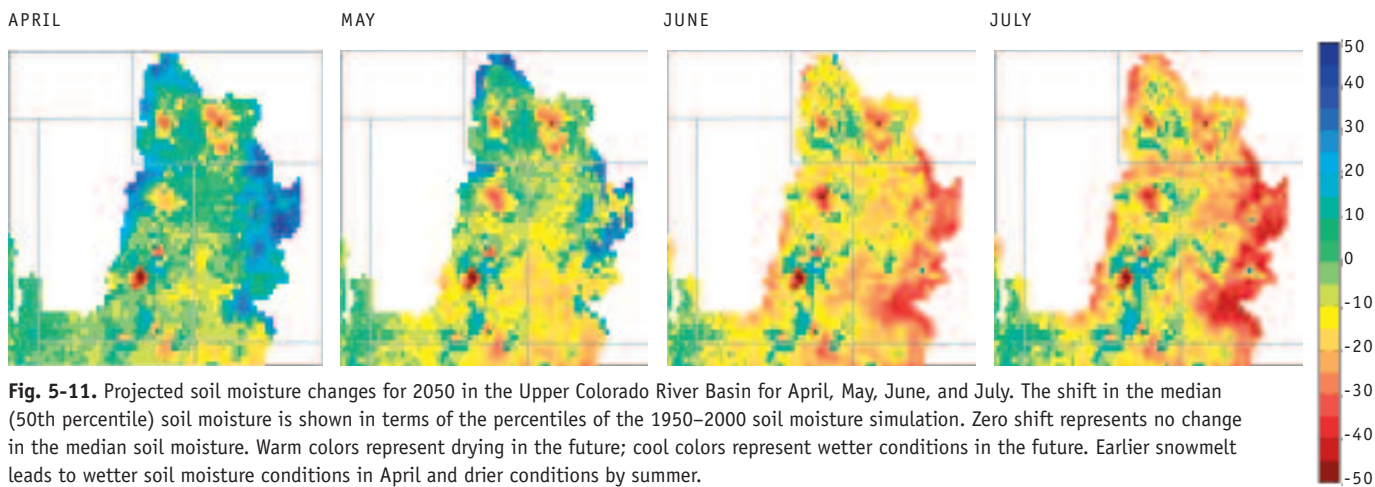 APRIL
MAY
JUNE
JULY
50
40
30
20
10
0
-10
-20
-30
-40
-50
Fig. 5-11. Projected soil moisture changes for 2050 in the Upper Colorado River Basin for April, May, June, and July. The shift in the median
(50th percentile) soil moisture is shown in terms of the percentiles of the 1950–2000 soil moisture simulation. Zero shift represents no change
in the median soil moisture. Warm colors represent drying in the future; cool colors represent wetter conditions in the future. Earlier snowmelt
leads to wetter soil moisture conditions in April and drier conditions by summer.